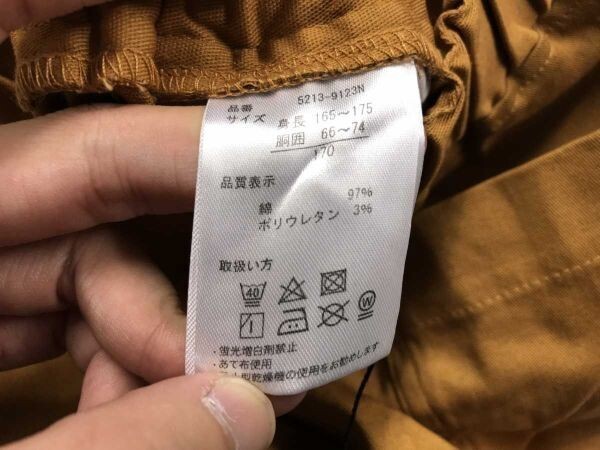 品番 5213-9123N
サイズ 身長 165～175
胴囲 66～74
170
品質表示
綿 97%
ポリウレタン 3%
取扱い方
40
W
・蛍光増白剤禁止
・あて布使用
型乾燥機の使用をお勧めします